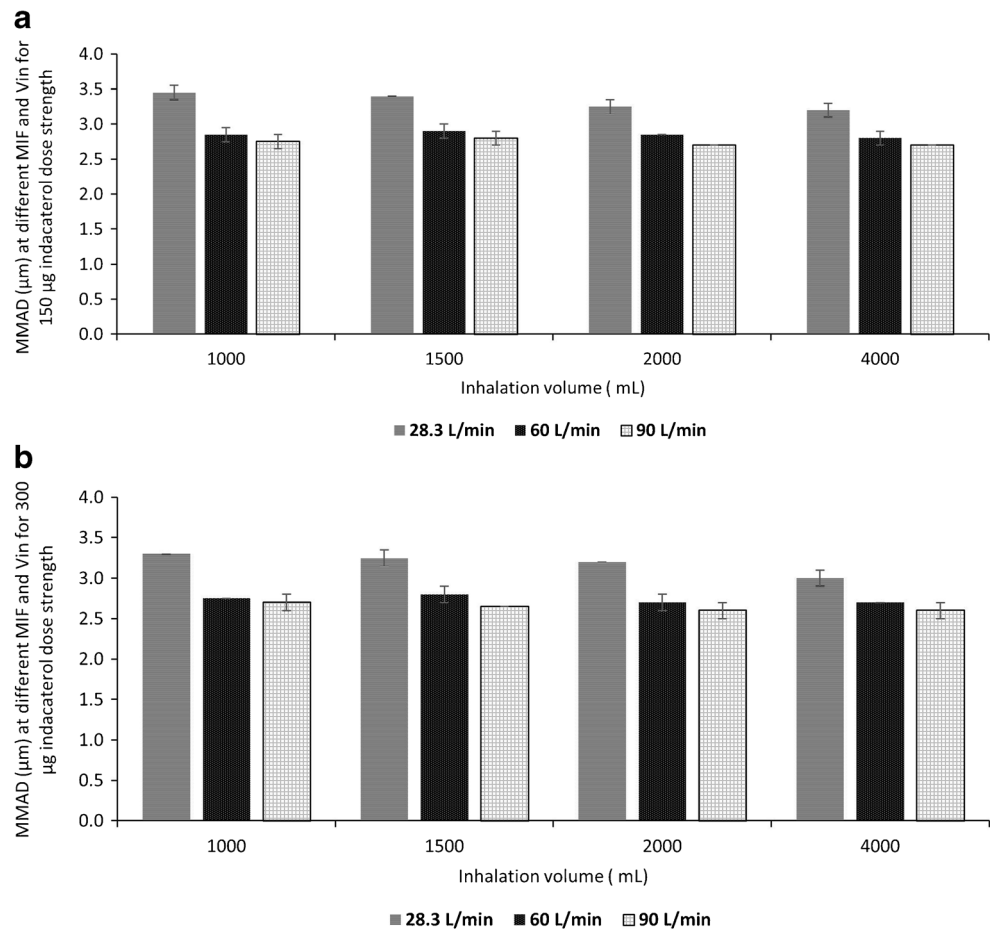 a
MMAD (µm) at different MIF and Vin for
150 µg indacaterol dose strength
4.0
3.5
3.0
2.5
2.0
1.5
1.0
0.5
0.0
1000 1500 2000 4000
Inhalation volume ( mL)
28.3 L/min 60 L/min 90 L/min
b
MMAD (µm) at different MIF and Vin for 300
µg indacaterol dose strength
4.0
3.5
3.0
2.5
2.0
1.5
1.0
0.5
0.0
1000 1500 2000 4000
Inhalation volume ( mL)
28.3 L/min 60 L/min 90 L/min